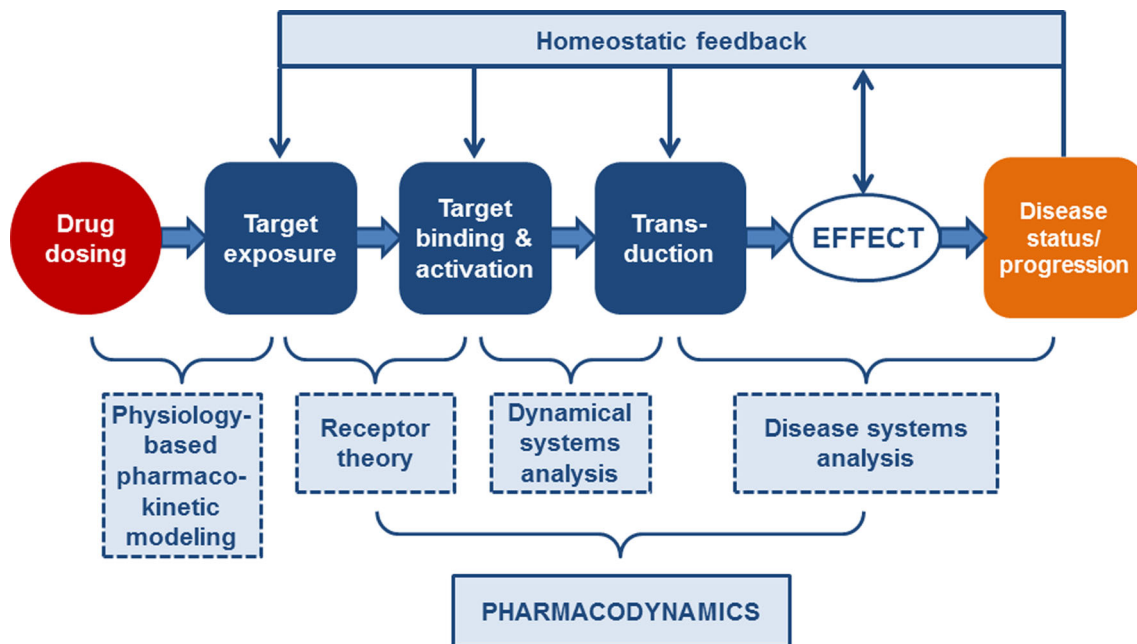 Homeostatic feedback
Drug
dosing
Target
exposure
Target
binding &
activation
Trans-
duction
EFFECT
Disease
status/
progression
Physiology-
based
pharmaco-
kinetic
modeling
Receptor
theory
Dynamical
systems
analysis
Disease systems
analysis
PHARMACODYNAMICS